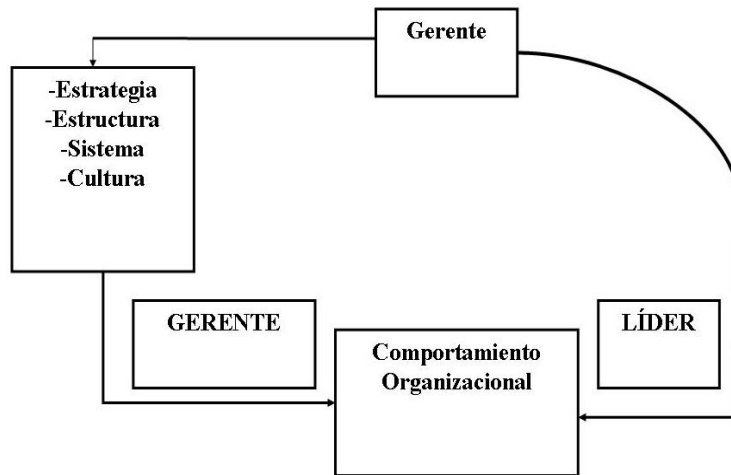 Gerente
-Estrategia
-Estructura
-Sistema
-Cultura
GERENTE
LÍDER
Comportamiento
Organizacional